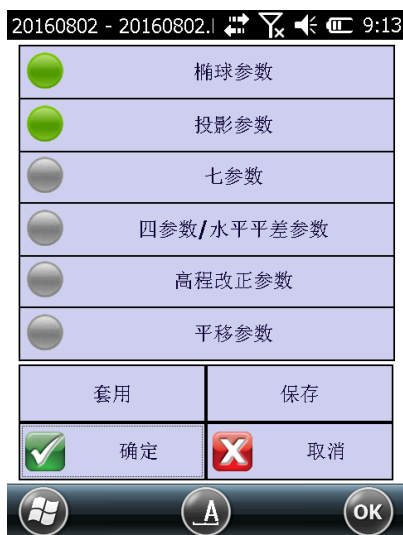 20160802 - 20160802.l 9:13
椭球参数
投影参数
七参数
四参数/水平平差参数
高程改正参数
平移参数
套用 保存
确定 取消
A OK